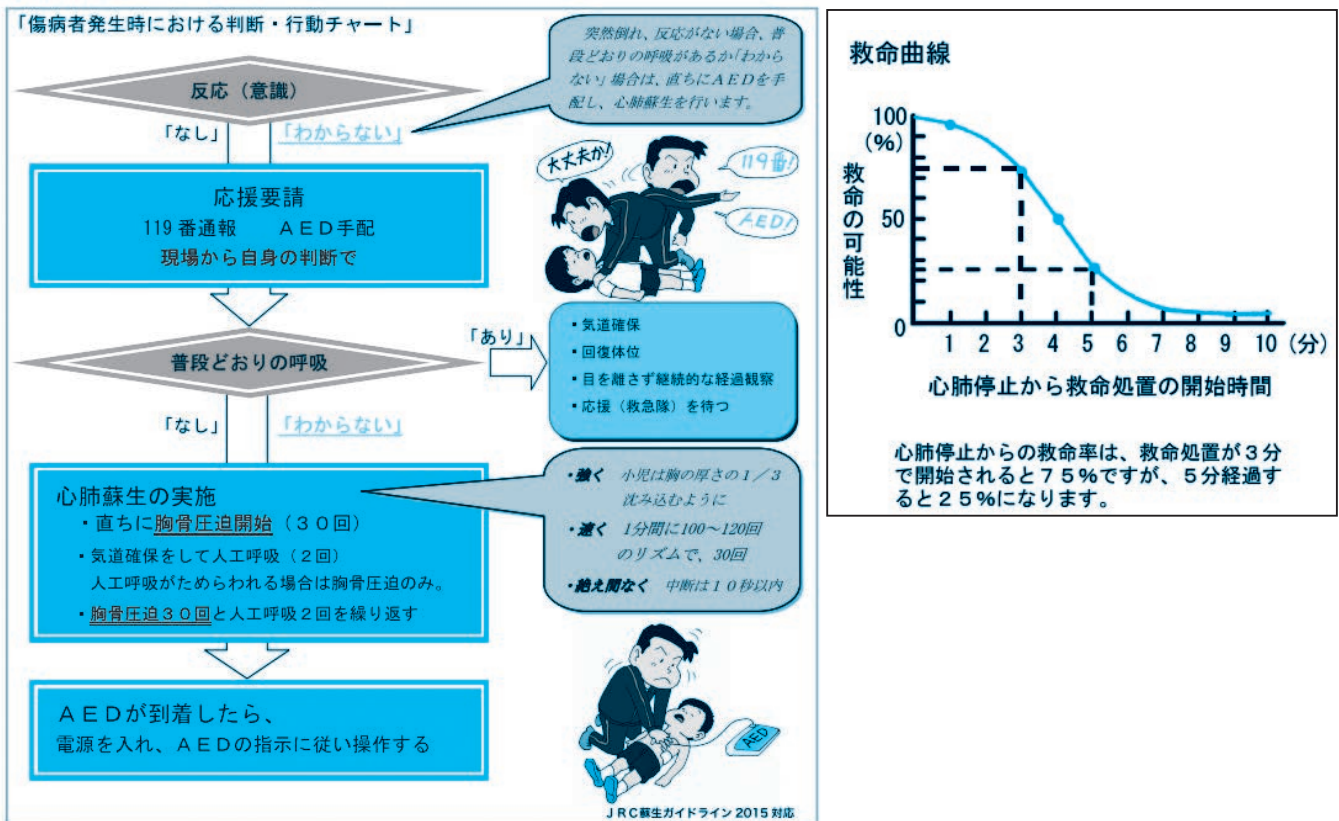 「傷病者発生時における判断・行動チャート」
突然倒れ、反応がない場合、普
段どおりの呼吸があるか「わから
ない」場合は、直ちにAEDを手
配し、心肺蘇生を行います。
反応（意識）
「なし」
「わからない」
応援要請
119番通報　　ＡＥＤ手配
現場から自身の判断で
大丈夫か！
119番！
AED！
普段どおりの呼吸
「あり」
・気道確保
・回復体位
・目を離さず継続的な経過観察
・応援（救急隊）を待つ
「なし」
「わからない」
心肺蘇生の実施
・直ちに胸骨圧迫開始（３０回）
・気道確保をして人工呼吸（２回）
人工呼吸がためらわれる場合は胸骨圧迫のみ。
・胸骨圧迫３０回と人工呼吸２回を繰り返す
・強く　小児は胸の厚さの１／３
沈み込むように
・速く　1分間に100～120回
のリズムで、30回
・絶え間なく　中断は１０秒以内
ＡＥＤが到着したら、
電源を入れ、ＡＥＤの指示に従い操作する
AED
ＪＲＣ蘇生ガイドライン2015対応
救命曲線
100
(%)
救命の可能性
50
0
1 2 3 4 5 6 7 8 9 10 (分)
心肺停止から救命処置の開始時間
心肺停止からの救命率は、救命処置が３分
で開始されると７５％ですが、５分経過す
ると２５％になります。